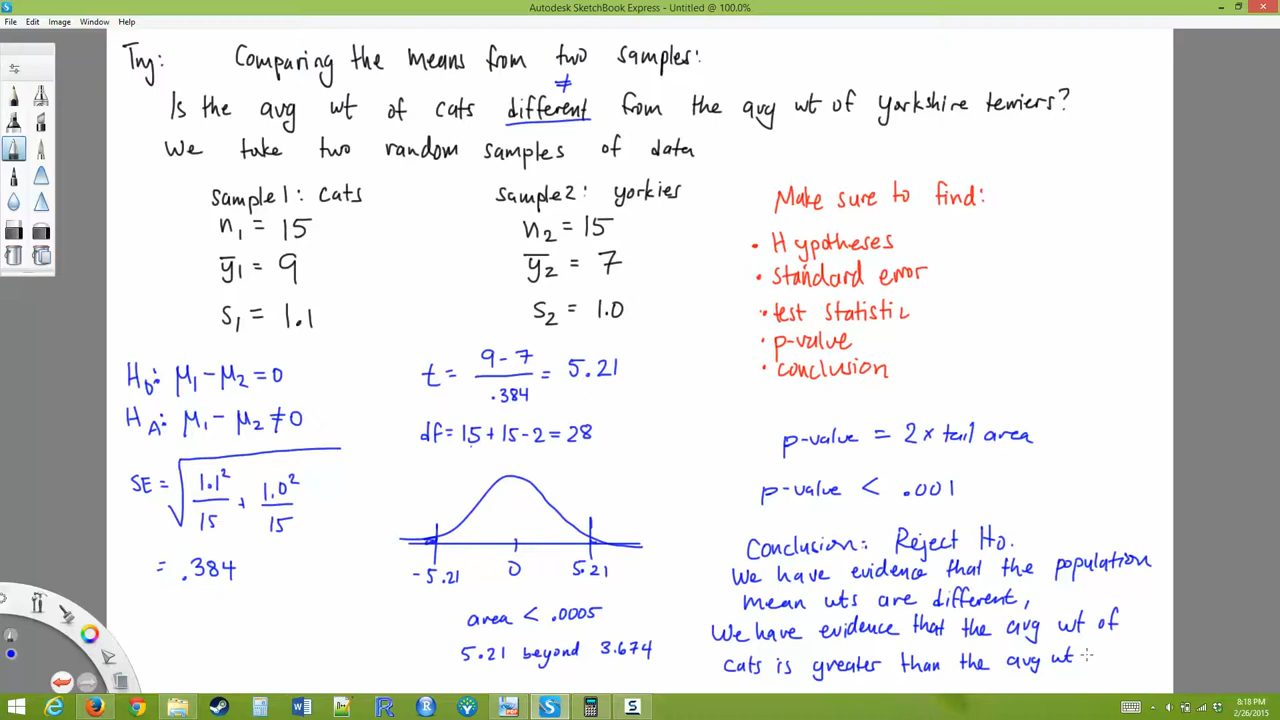 Autodesk SketchBook Express - Untitled @ 100.0%
File Edit Image Window Help
Try: Comparing the means from two samples:
≠
Is the avg wt of cats different from the avg wt of yorkshire terriers?
We take two random samples of data
sample1: cats
n₁ = 15
ȳ₁ = 9
s₁ = 1.1
sample2: yorkies
n₂ = 15
ȳ₂ = 7
s₂ = 1.0
Make sure to find:
• Hypotheses
• standard error
• test statistic
• p-value
• conclusion
H₀: μ₁ - μ₂ = 0
H_A: μ₁ - μ₂ ≠ 0
SE = √(1.1²/15 + 1.0²/15)
= .384
t = (9 - 7)/.384 = 5.21
df = 15 + 15 - 2 = 28
-5.21 0 5.21
area < .0005
5.21 beyond 3.674
p-value = 2 × tail area
p-value < .001
Conclusion: Reject H₀.
We have evidence that the population
mean wts are different,
We have evidence that the avg wt of
cats is greater than the avg wt
8:18 PM
2/26/2015